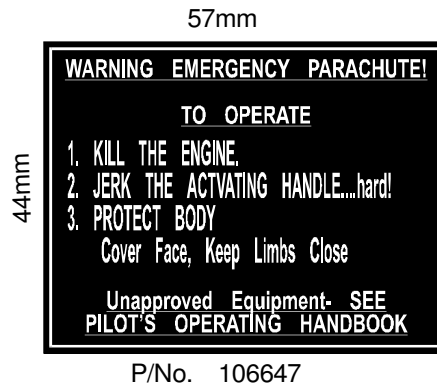 57mm
WARNING EMERGENCY PARACHUTE!
TO OPERATE
44mm
1. KILL THE ENGINE.
2. JERK THE ACTVATING HANDLE....hard!
3. PROTECT BODY
Cover Face, Keep Limbs Close
Unapproved Equipment- SEE
PILOT'S OPERATING HANDBOOK
P/No. 106647